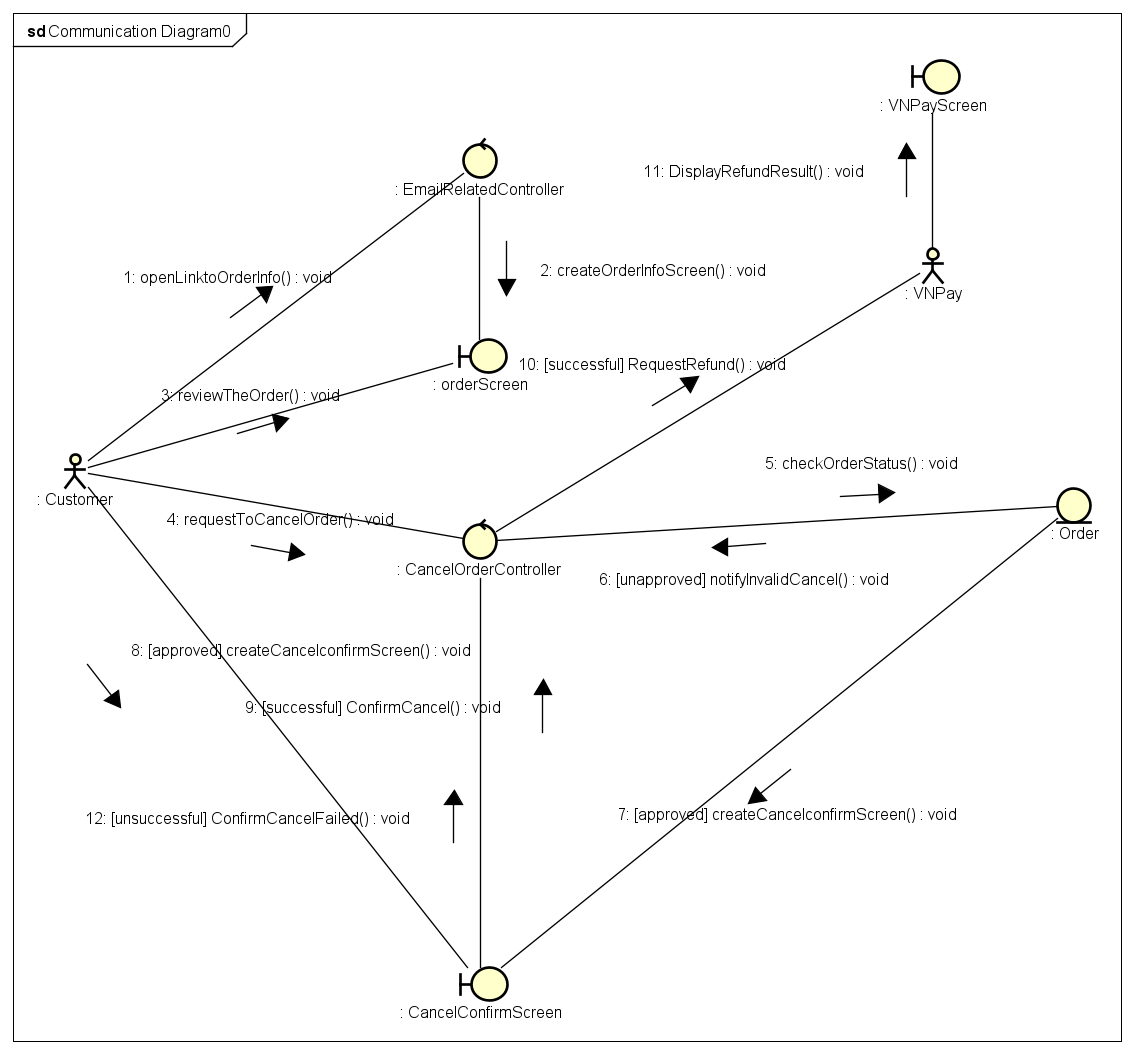 sd Communication Diagram0
: VNPayScreen
11: DisplayRefundResult() : void
: EmailRelatedController
1: openLinktoOrderInfo() : void
2: createOrderInfoScreen() : void
: VNPay
10: [successful] RequestRefund() : void
: orderScreen
3: reviewTheOrder() : void
5: checkOrderStatus() : void
: Customer
4: requestToCancelOrder() : void
: Order
: CancelOrderController
6: [unapproved] notifyInvalidCancel() : void
8: [approved] createCancelconfirmScreen() : void
9: [successful] ConfirmCancel() : void
12: [unsuccessful] ConfirmCancelFailed() : void
7: [approved] createCancelconfirmScreen() : void
: CancelConfirmScreen